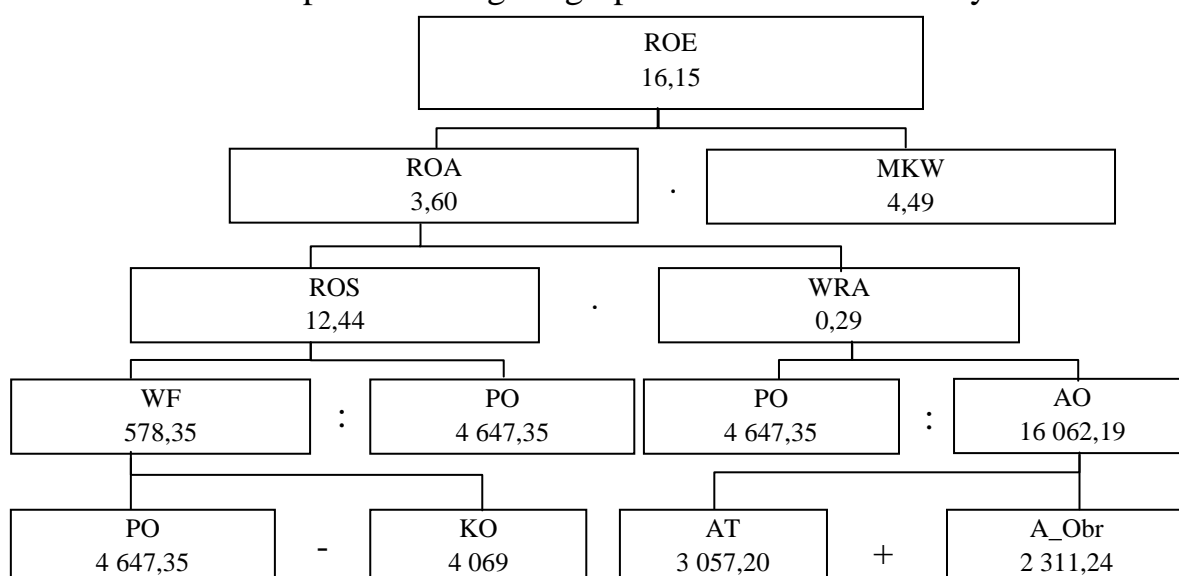 ROE
16,15
ROA
3,60
.
MKW
4,49
ROS
12,44
.
WRA
0,29
WF
578,35
:
PO
4 647,35
PO
4 647,35
:
AO
16 062,19
PO
4 647,35
-
KO
4 069
AT
3 057,20
+
A_Obr
2 311,24